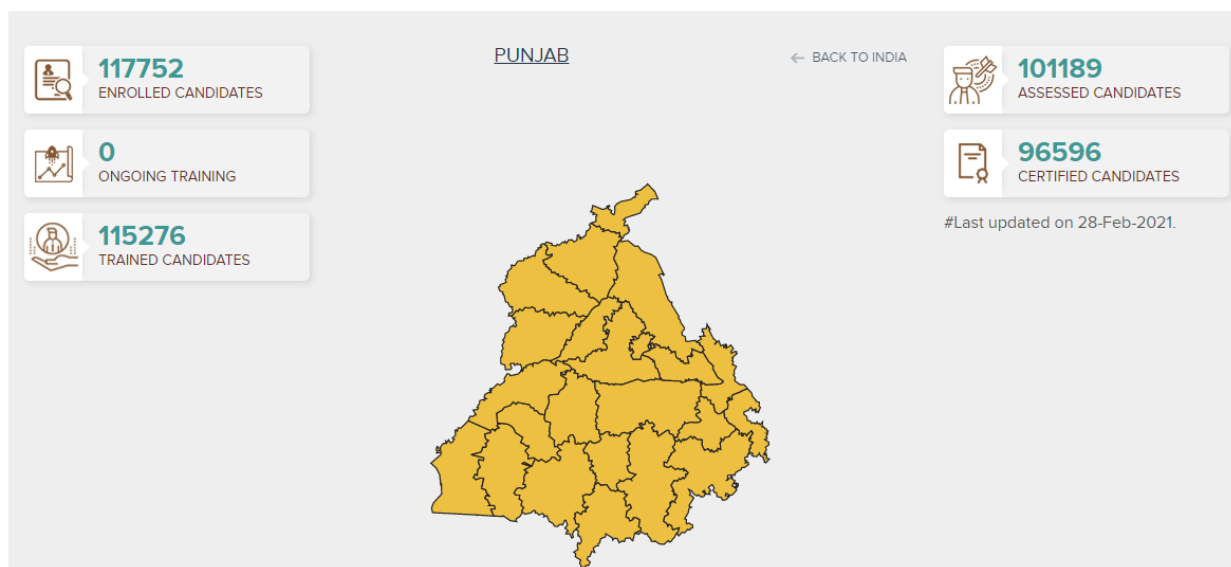 117752
ENROLLED CANDIDATES
0
ONGOING TRAINING
115276
TRAINED CANDIDATES
PUNJAB
← BACK TO INDIA
101189
ASSESSED CANDIDATES
96596
CERTIFIED CANDIDATES
#Last updated on 28-Feb-2021.